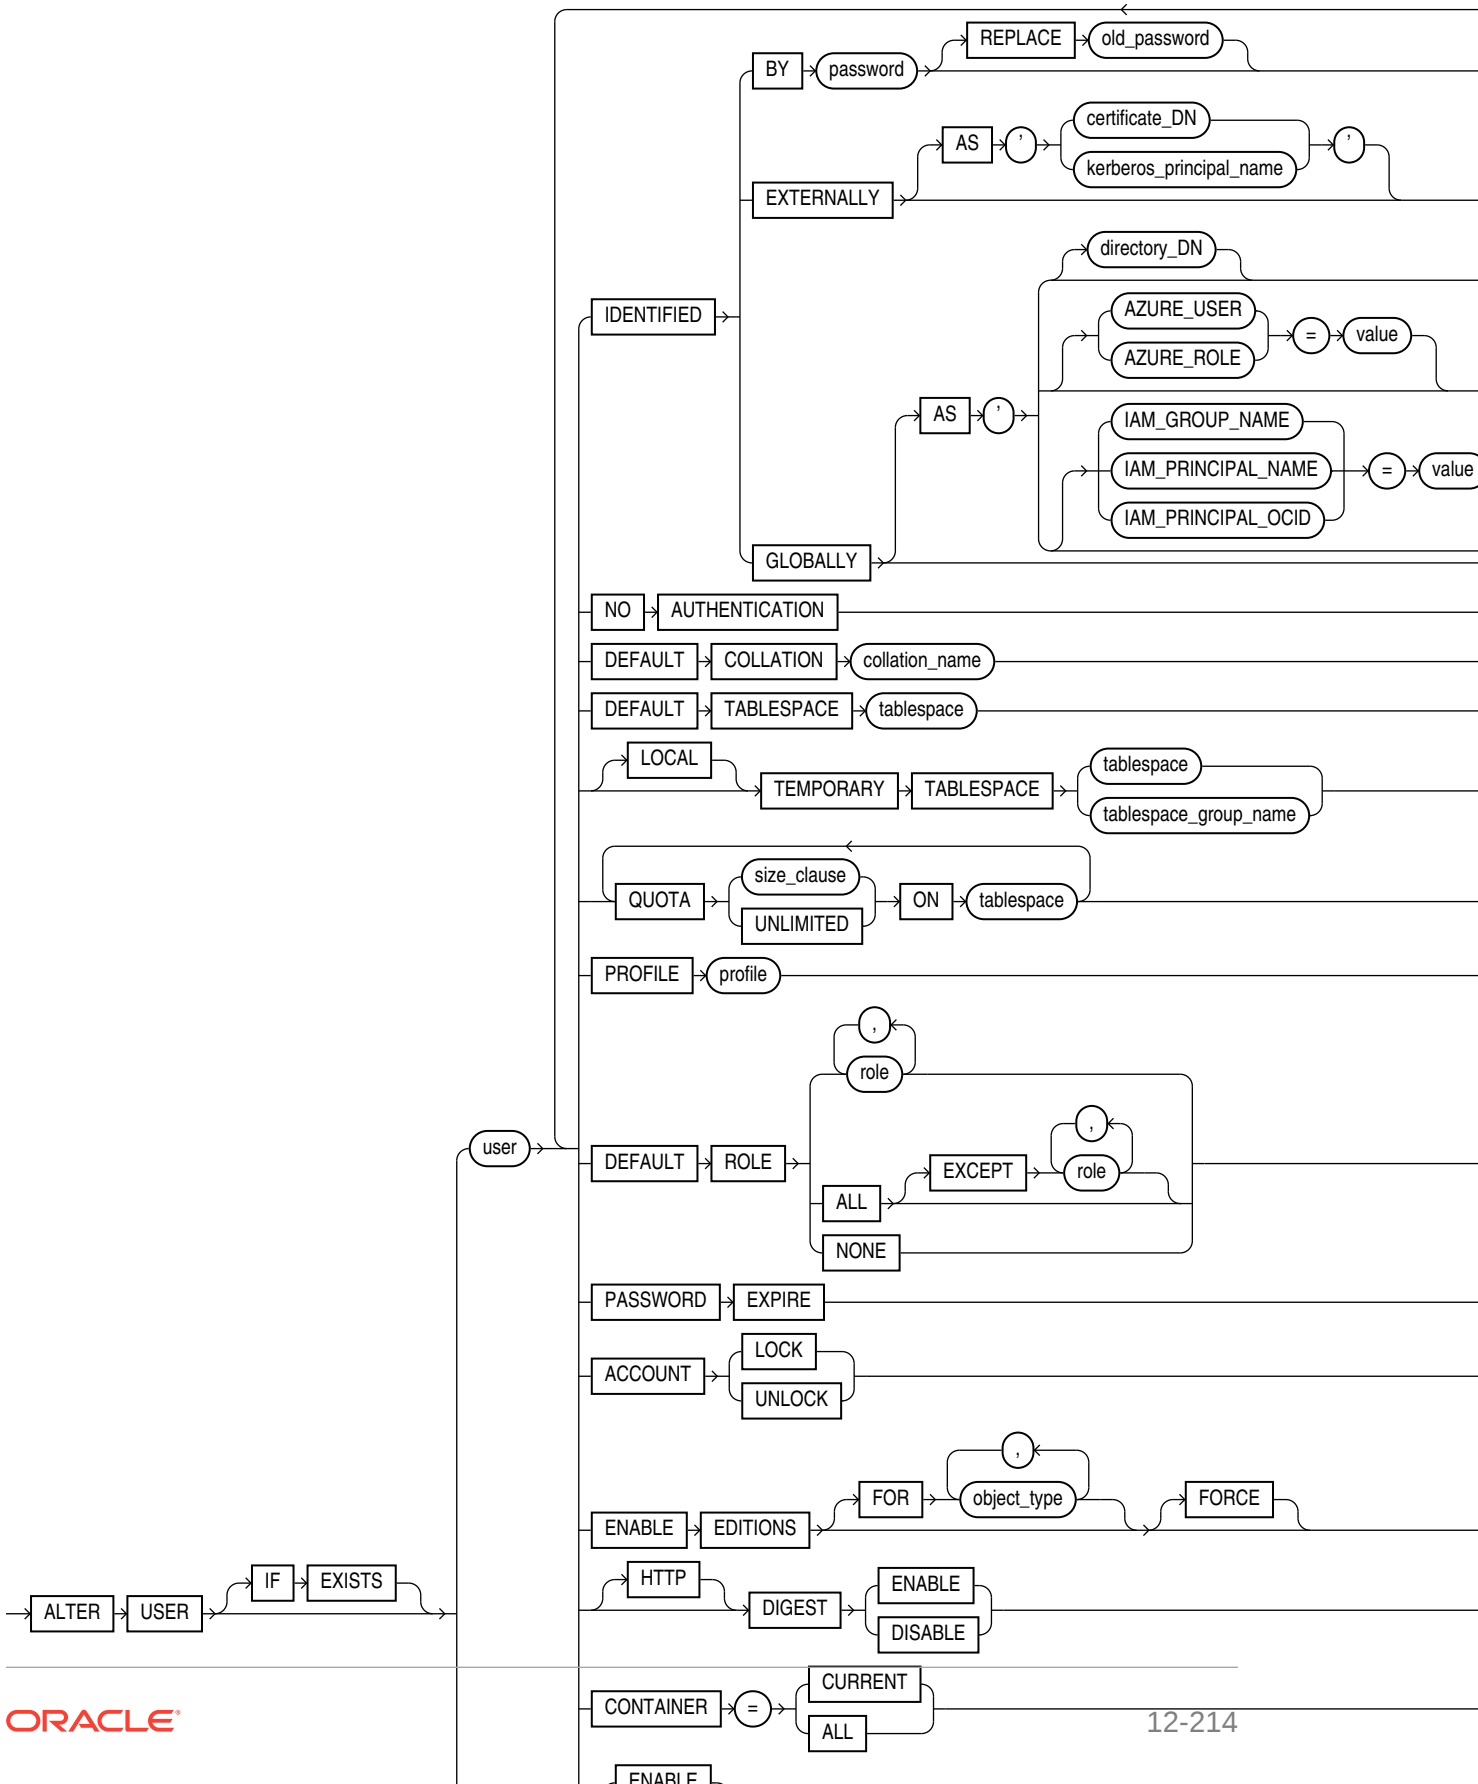 REPLACE old_password
BY password
certificate_DN
AS ' '
kerberos_principal_name
EXTERNALLY
directory_DN
AZURE_USER
IDENTIFIED
= value
AZURE_ROLE
AS '
IAM_GROUP_NAME
IAM_PRINCIPAL_NAME = value
IAM_PRINCIPAL_OCID
GLOBALLY
NO AUTHENTICATION
DEFAULT COLLATION collation_name
DEFAULT TABLESPACE tablespace
LOCAL
tablespace
TEMPORARY TABLESPACE
tablespace_group_name
size_clause
QUOTA ON tablespace
UNLIMITED
PROFILE profile
,
role
,
user
DEFAULT ROLE
EXCEPT role
ALL
NONE
PASSWORD EXPIRE
LOCK
ACCOUNT
UNLOCK
,
FOR object_type FORCE
ENABLE EDITIONS
IF EXISTS
HTTP
ENABLE
ALTER USER
DIGEST
DISABLE
CURRENT
CONTAINER =
ALL
ORACLE 12-214
ENABLE